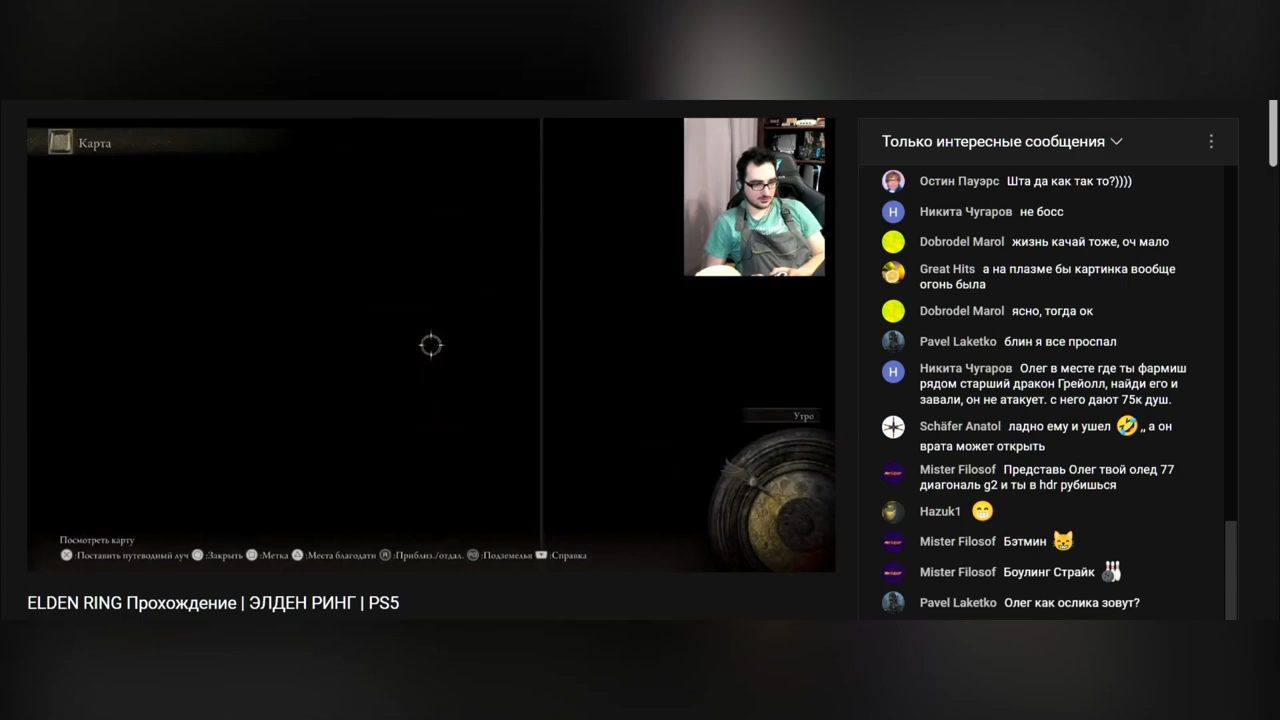 Карта
Утро
Посмотреть карту
:Поставить путеводный луч :Закрыть :Метка :Места благодати :Приблиз./отдал. :Подземелья :Справка
ELDEN RING Прохождение | ЭЛДЕН РИНГ | PS5
Только интересные сообщения
Остин Пауэрс Шта да как так то?))))
Никита Чугаров не босс
Dobrodel Marol жизнь качай тоже, оч мало
Great Hits а на плазме бы картинка вообще
огонь была
Dobrodel Marol ясно, тогда ок
Pavel Laketko блин я все проспал
Н
Никита Чугаров Олег в месте где ты фармиш
рядом старший дракон Грейолл, найди его и
завали, он не атакует. с него дают 75к душ.
Schäfer Anatol ладно ему и ушел 🤣 ,, а он
врата может открыть
Mister Filosof Представь Олег твой олед 77
диагональ g2 и ты в hdr рубишься
Hazuk1 😁
Mister Filosof Бэтмин 😸
Mister Filosof Боулинг Страйк 🎳
Pavel Laketko Олег как ослика зовут?